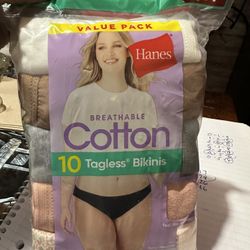 VALUE PACK
Hanes
BREATHABLE
Cotton
10 Tagless® Bikinis